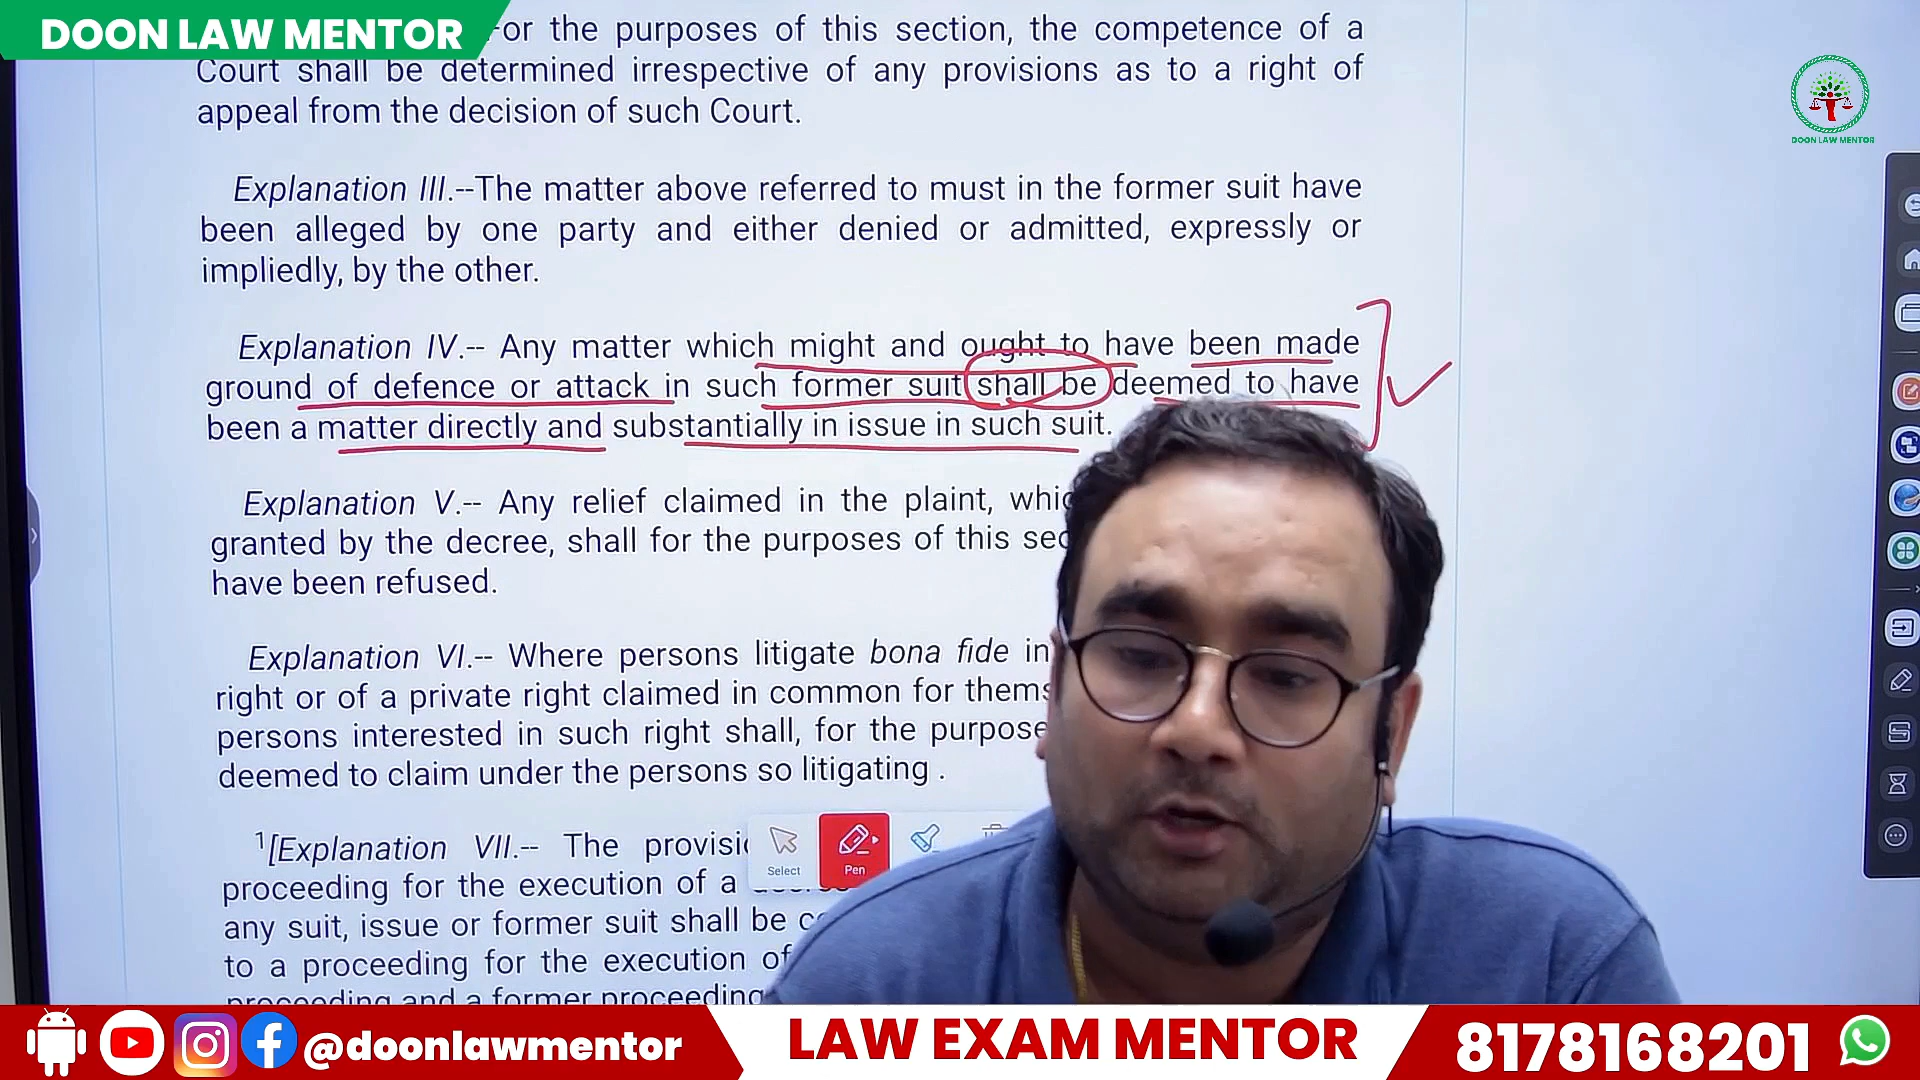 DOON LAW MENTOR
For the purposes of this section, the competence of a
Court shall be determined irrespective of any provisions as to a right of
appeal from the decision of such Court.
DOON LAW MENTOR
Explanation III.--The matter above referred to must in the former suit have
been alleged by one party and either denied or admitted, expressly or
impliedly, by the other.
Explanation IV.-- Any matter which might and ought to have been made
ground of defence or attack in such former suit shall be deemed to have
been a matter directly and substantially in issue in such suit.
Explanation V.-- Any relief claimed in the plaint,
granted by the decree, shall for the purposes of this
have been refused.
Explanation VI.-- Where persons litigate bona fide in
right or of a private right claimed in common for
persons interested in such right shall, for the
deemed to claim under the persons so litigating .
1[Explanation VII.-- The
proceeding for the execution of a
any suit, issue or former suit shall be
to a proceeding for the execution of
proceeding and a former proceeding
Select
Pen
@doonlawmentor
LAW EXAM MENTOR
8178168201